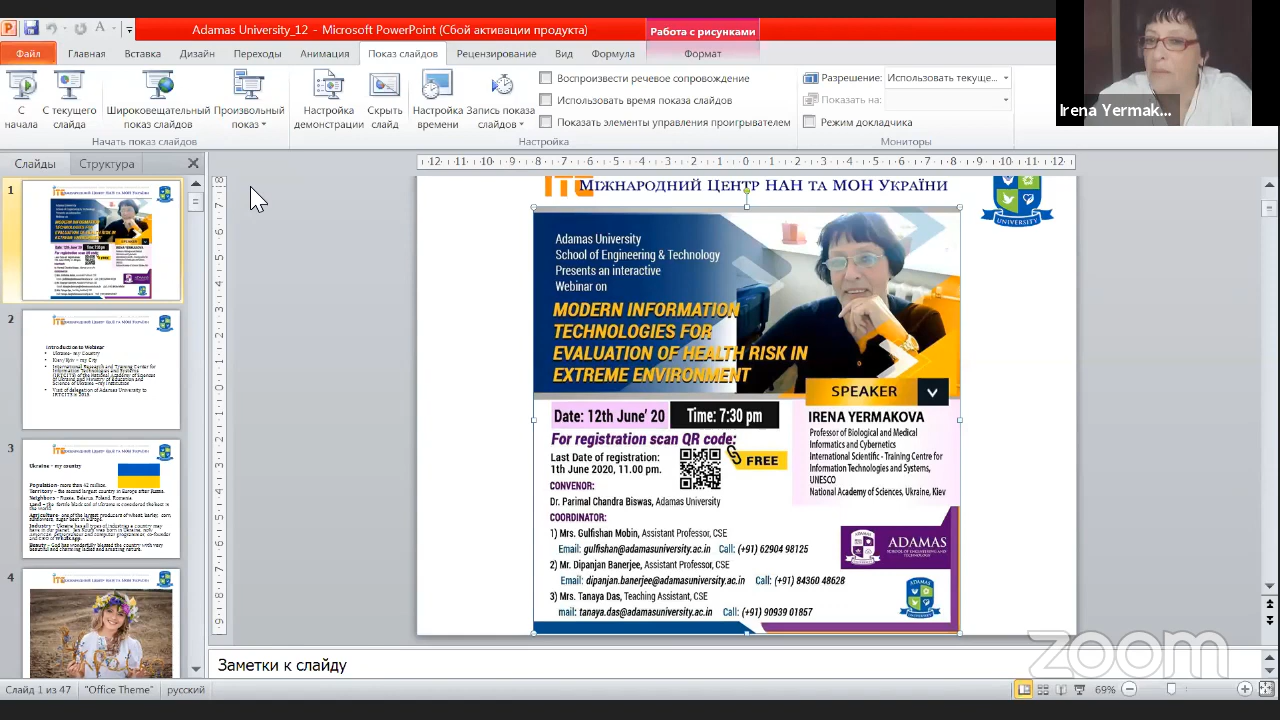 Adamas University_12 - Microsoft PowerPoint (Сбой активации продукта)
Работа с рисунками
Файл Главная Вставка Дизайн Переходы Анимация Показ слайдов Рецензирование Вид Формула Формат
С начала
С текущего слайда
Широковещательный показ слайдов
Произвольный показ
Настройка демонстрации
Скрыть слайд
Настройка времени
Запись показа слайдов
Воспроизвести речевое сопровождение
Использовать время показа слайдов
Показать элементы управления проигрывателем
Разрешение: Использовать текуще...
Показать на:
Режим докладчика
Начать показ слайдов
Настройка
Мониторы
Irena Yermak...
Слайды Структура
1
2
Introduction to Webinar
Ukraine- my Country
3
Ukraine – my country
4
МІЖНАРОДНИЙ ЦЕНТР НАН ТА МОН УКРАЇНИ
UNIVERSITY
Adamas University
School of Engineering & Technology
Presents an interactive
Webinar on
MODERN INFORMATION
TECHNOLOGIES FOR
EVALUATION OF HEALTH RISK IN
EXTREME ENVIRONMENT
SPEAKER
Date: 12th June' 20 Time: 7:30 pm
For registration scan QR code:
Last Date of registration:
11th June 2020, 11.00 pm.
FREE
CONVENOR:
Dr. Parimal Chandra Biswas, Adamas University
COORDINATOR:
1) Mrs. Gulfishan Mobin, Assistant Professor, CSE
Email: gulfishan@adamasuniversity.ac.in Call: (+91) 62904 98125
2) Mr. Dipanjan Banerjee, Assistant Professor, CSE
Email: dipanjan.banerjee@adamasuniversity.ac.in Call: (+91) 84360 48628
3) Mrs. Tanaya Das, Teaching Assistant, CSE
mail: tanaya.das@adamasuniversity.ac.in Call: (+91) 90939 01857
IRENA YERMAKOVA
Professor of Biological and Medical
Informatics and Cybernetics
International Scientific - Training Centre for
Information Technologies and Systems,
UNESCO
National Academy of Sciences, Ukraine, Kiev
ADAMAS
SCHOOL OF ENGINEERING AND TECHNOLOGY
ADAMAS
UNIVERSITY
Заметки к слайду
zoom
Слайд 1 из 47 "Office Theme" русский
69%